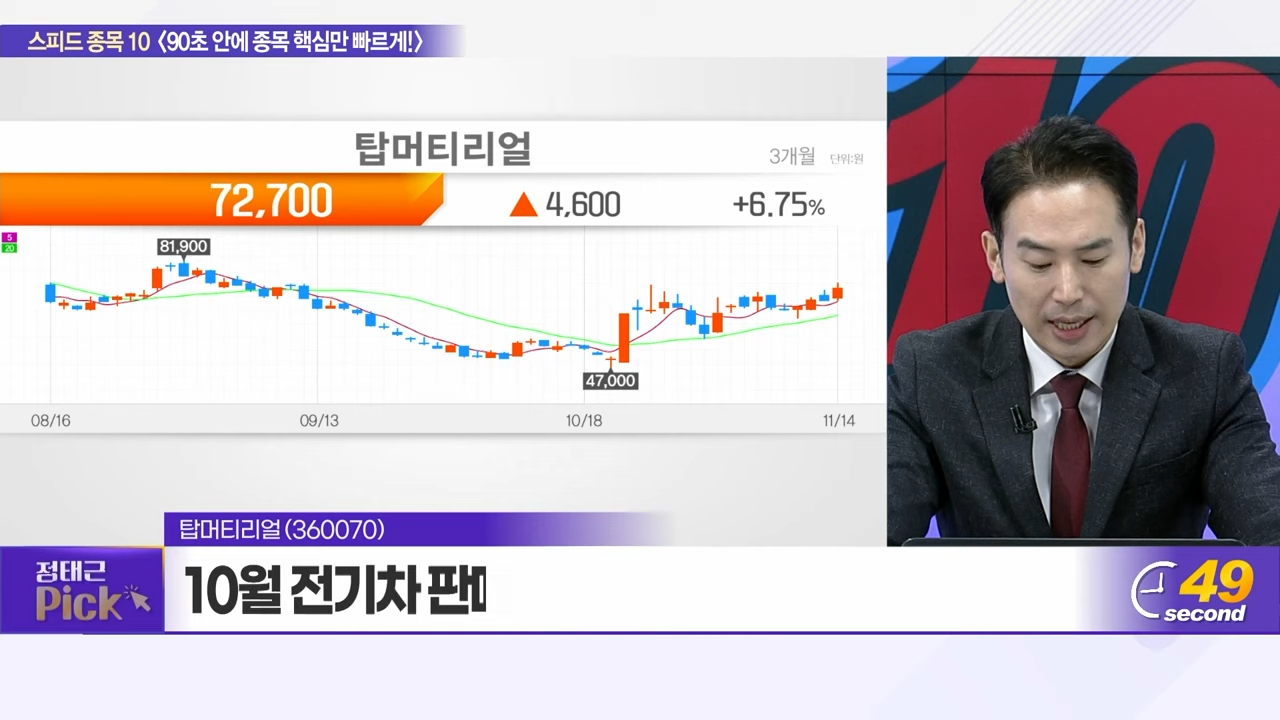 스피드 종목 10 〈90초 안에 종목 핵심만 빠르게!〉
탑머티리얼
3개월 단위:원
72,700 ▲ 4,600 +6.75%
5
20
81,900
47,000
08/16 09/13 10/18 11/14
탑머티리얼(360070)
정태근
Pick
10월 전기차
49
second
10